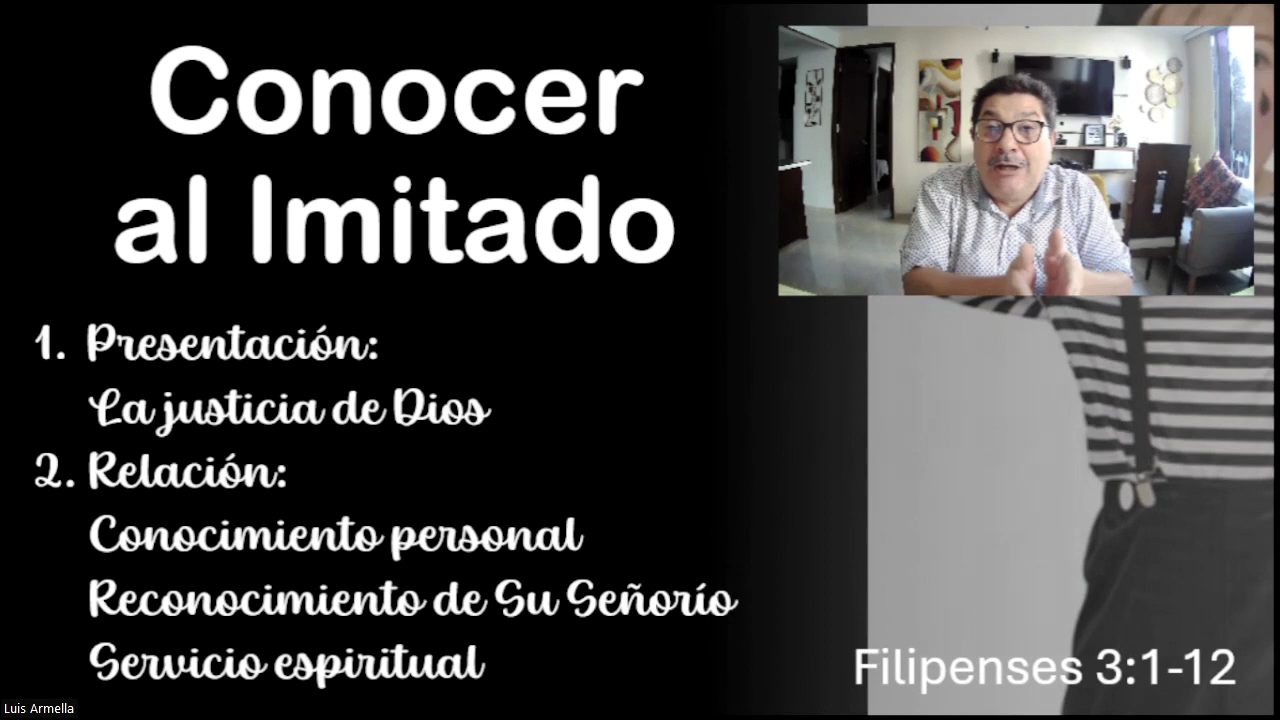 Conocer
al Imitado
1. Presentación:
La justicia de Dios
2. Relación:
Conocimiento personal
Reconocimiento de Su Señorío
Servicio espiritual
Filipenses 3:1-12
Luis Armella